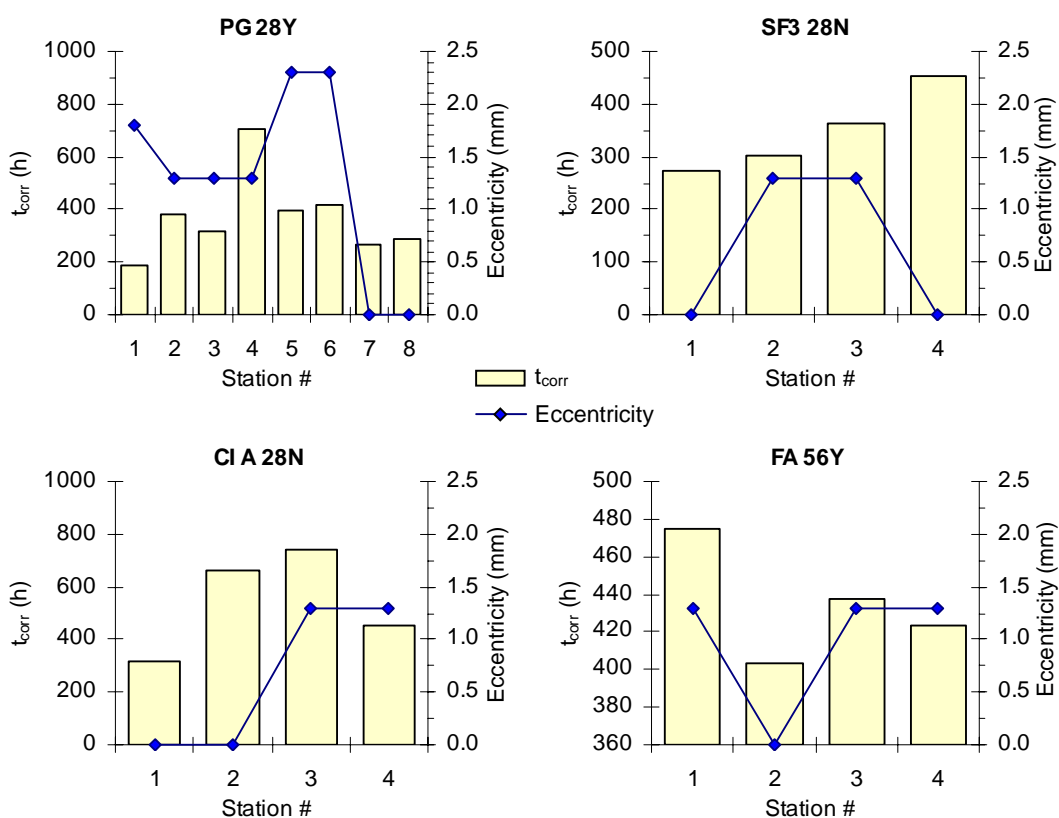 PG 28Y
1000
800
600
400
200
0
t_corr (h)
2.5
2.0
1.5
1.0
0.5
0.0
Eccentricity (mm)
1 2 3 4 5 6 7 8
Station #
SF3 28N
500
400
300
200
100
0
t_corr (h)
2.5
2.0
1.5
1.0
0.5
0.0
Eccentricity (mm)
1 2 3 4
Station #
t_corr
Eccentricity
CI A 28N
1000
800
600
400
200
0
t_corr (h)
2.5
2.0
1.5
1.0
0.5
0.0
Eccentricity (mm)
1 2 3 4
Station #
FA 56Y
500
480
460
440
420
400
380
360
t_corr (h)
2.5
2.0
1.5
1.0
0.5
0.0
Eccentricity (mm)
1 2 3 4
Station #